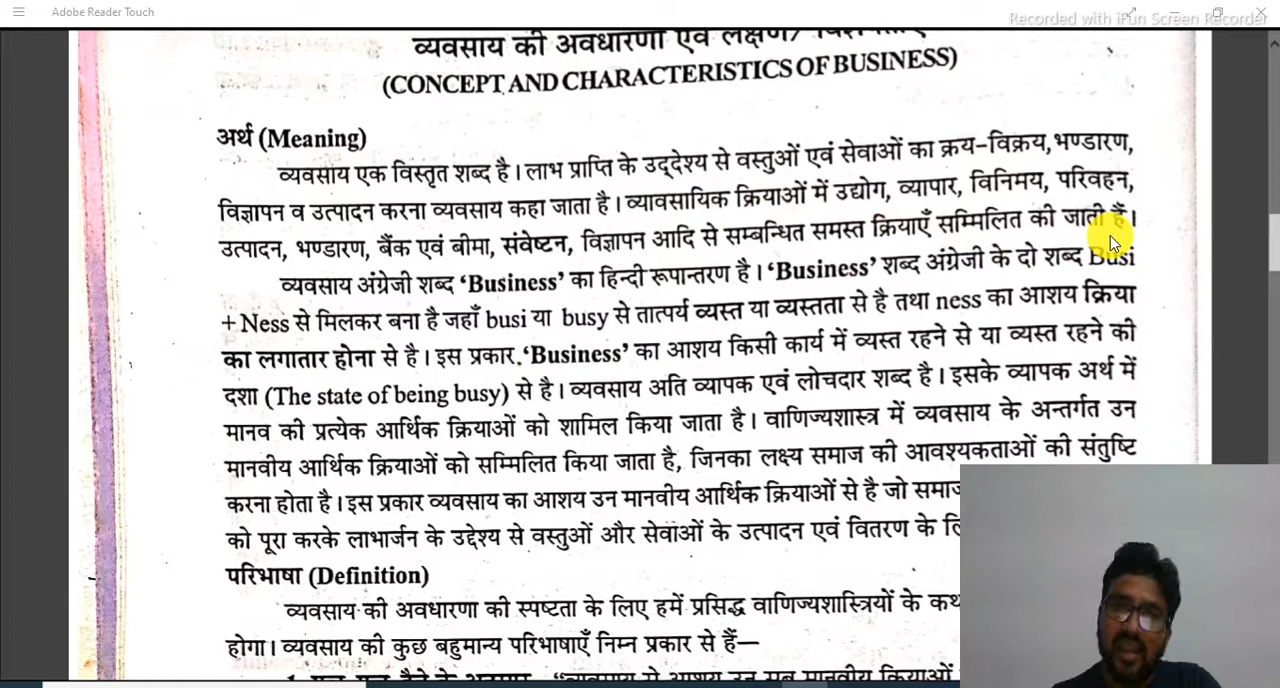 Adobe Reader Touch
Recorded with iFun Screen Recorder
व्यवसाय की अवधारणा एवं लक्षण/ विशेषताएँ
(CONCEPT AND CHARACTERISTICS OF BUSINESS)
अर्थ (Meaning)
व्यवसाय एक विस्तृत शब्द है। लाभ प्राप्ति के उद्देश्य से वस्तुओं एवं सेवाओं का क्रय-विक्रय, भण्डारण,
विज्ञापन व उत्पादन करना व्यवसाय कहा जाता है। व्यावसायिक क्रियाओं में उद्योग, व्यापार, विनिमय, परिवहन,
उत्पादन, भण्डारण, बैंक एवं बीमा, संवेष्टन, विज्ञापन आदि से सम्बन्धित समस्त क्रियाएँ सम्मिलित की जाती हैं।
व्यवसाय अंग्रेजी शब्द ‘Business’ का हिन्दी रूपान्तरण है। ‘Business’ शब्द अंग्रेजी के दो शब्द Busi
+ Ness से मिलकर बना है जहाँ busi या busy से तात्पर्य व्यस्त या व्यस्तता से है तथा ness का आशय क्रिया
का लगातार होना से है। इस प्रकार ‘Business’ का आशय किसी कार्य में व्यस्त रहने से या व्यस्त रहने की
दशा (The state of being busy) से है। व्यवसाय अति व्यापक एवं लोचदार शब्द है। इसके व्यापक अर्थ में
मानव की प्रत्येक आर्थिक क्रियाओं को शामिल किया जाता है। वाणिज्यशास्त्र में व्यवसाय के अन्तर्गत उन
मानवीय आर्थिक क्रियाओं को सम्मिलित किया जाता है, जिनका लक्ष्य समाज की आवश्यकताओं की संतुष्टि
करना होता है। इस प्रकार व्यवसाय का आशय उन मानवीय आर्थिक क्रियाओं से है जो समाज
को पूरा करके लाभार्जन के उद्देश्य से वस्तुओं और सेवाओं के उत्पादन एवं वितरण के
परिभाषा (Definition)
व्यवसाय की अवधारणा की स्पष्टता के लिए हमें प्रसिद्ध वाणिज्यशास्त्रियों के
होगा। व्यवसाय की कुछ बहुमान्य परिभाषाएँ निम्न प्रकार से हैं—
के अनुसार, “व्यवसाय से आशय उन सब मानवीय क्रियाओं